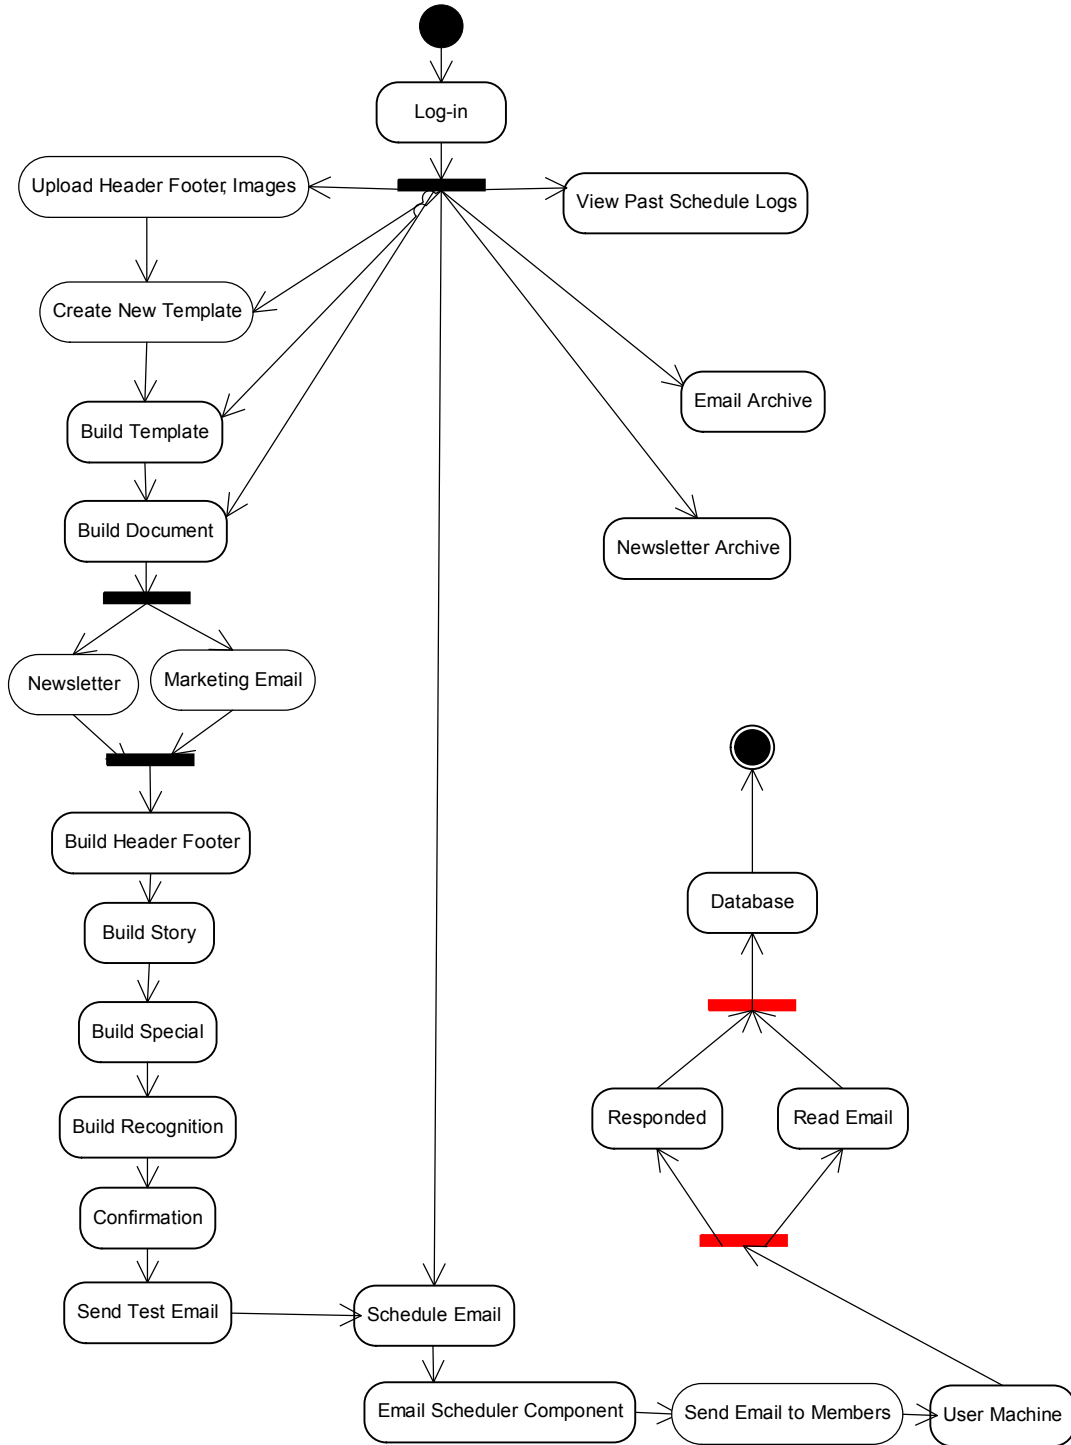 Log-in
Upload Header Footer, Images
View Past Schedule Logs
Create New Template
Email Archive
Build Template
Build Document
Newsletter Archive
Newsletter
Marketing Email
Build Header Footer
Database
Build Story
Build Special
Responded
Read Email
Build Recognition
Confirmation
Send Test Email
Schedule Email
Email Scheduler Component
Send Email to Members
User Machine